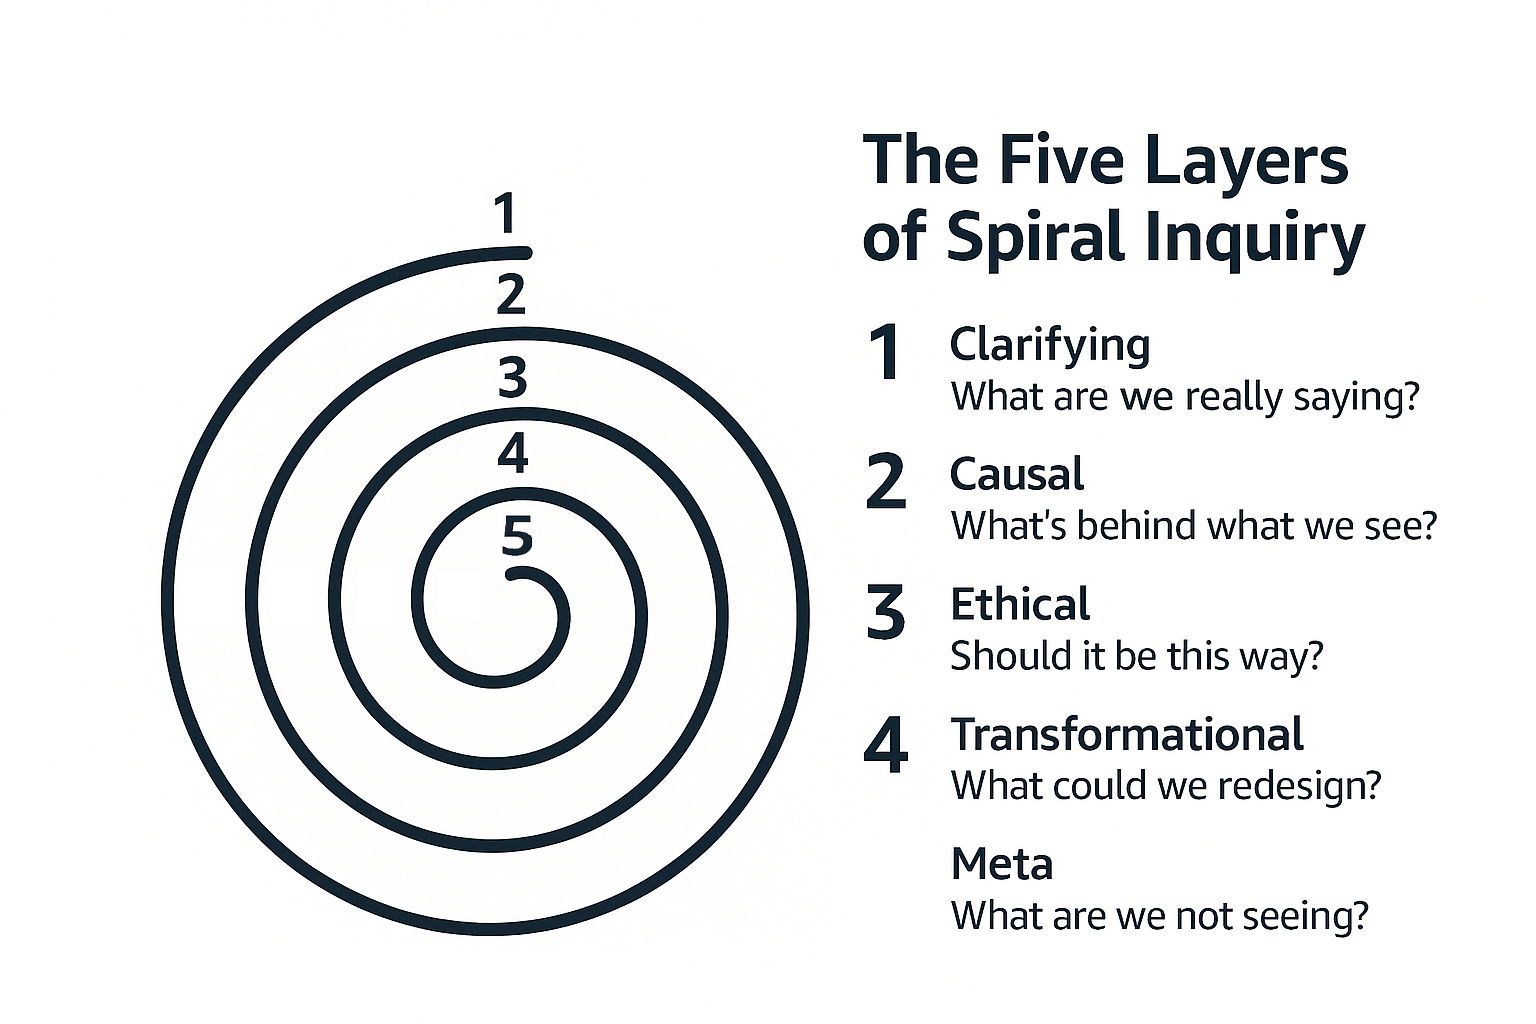 1
2
3
4
5
The Five Layers
of Spiral Inquiry
1 Clarifying
What are we really saying?
2 Causal
What's behind what we see?
3 Ethical
Should it be this way?
4 Transformational
What could we redesign?
Meta
What are we not seeing?